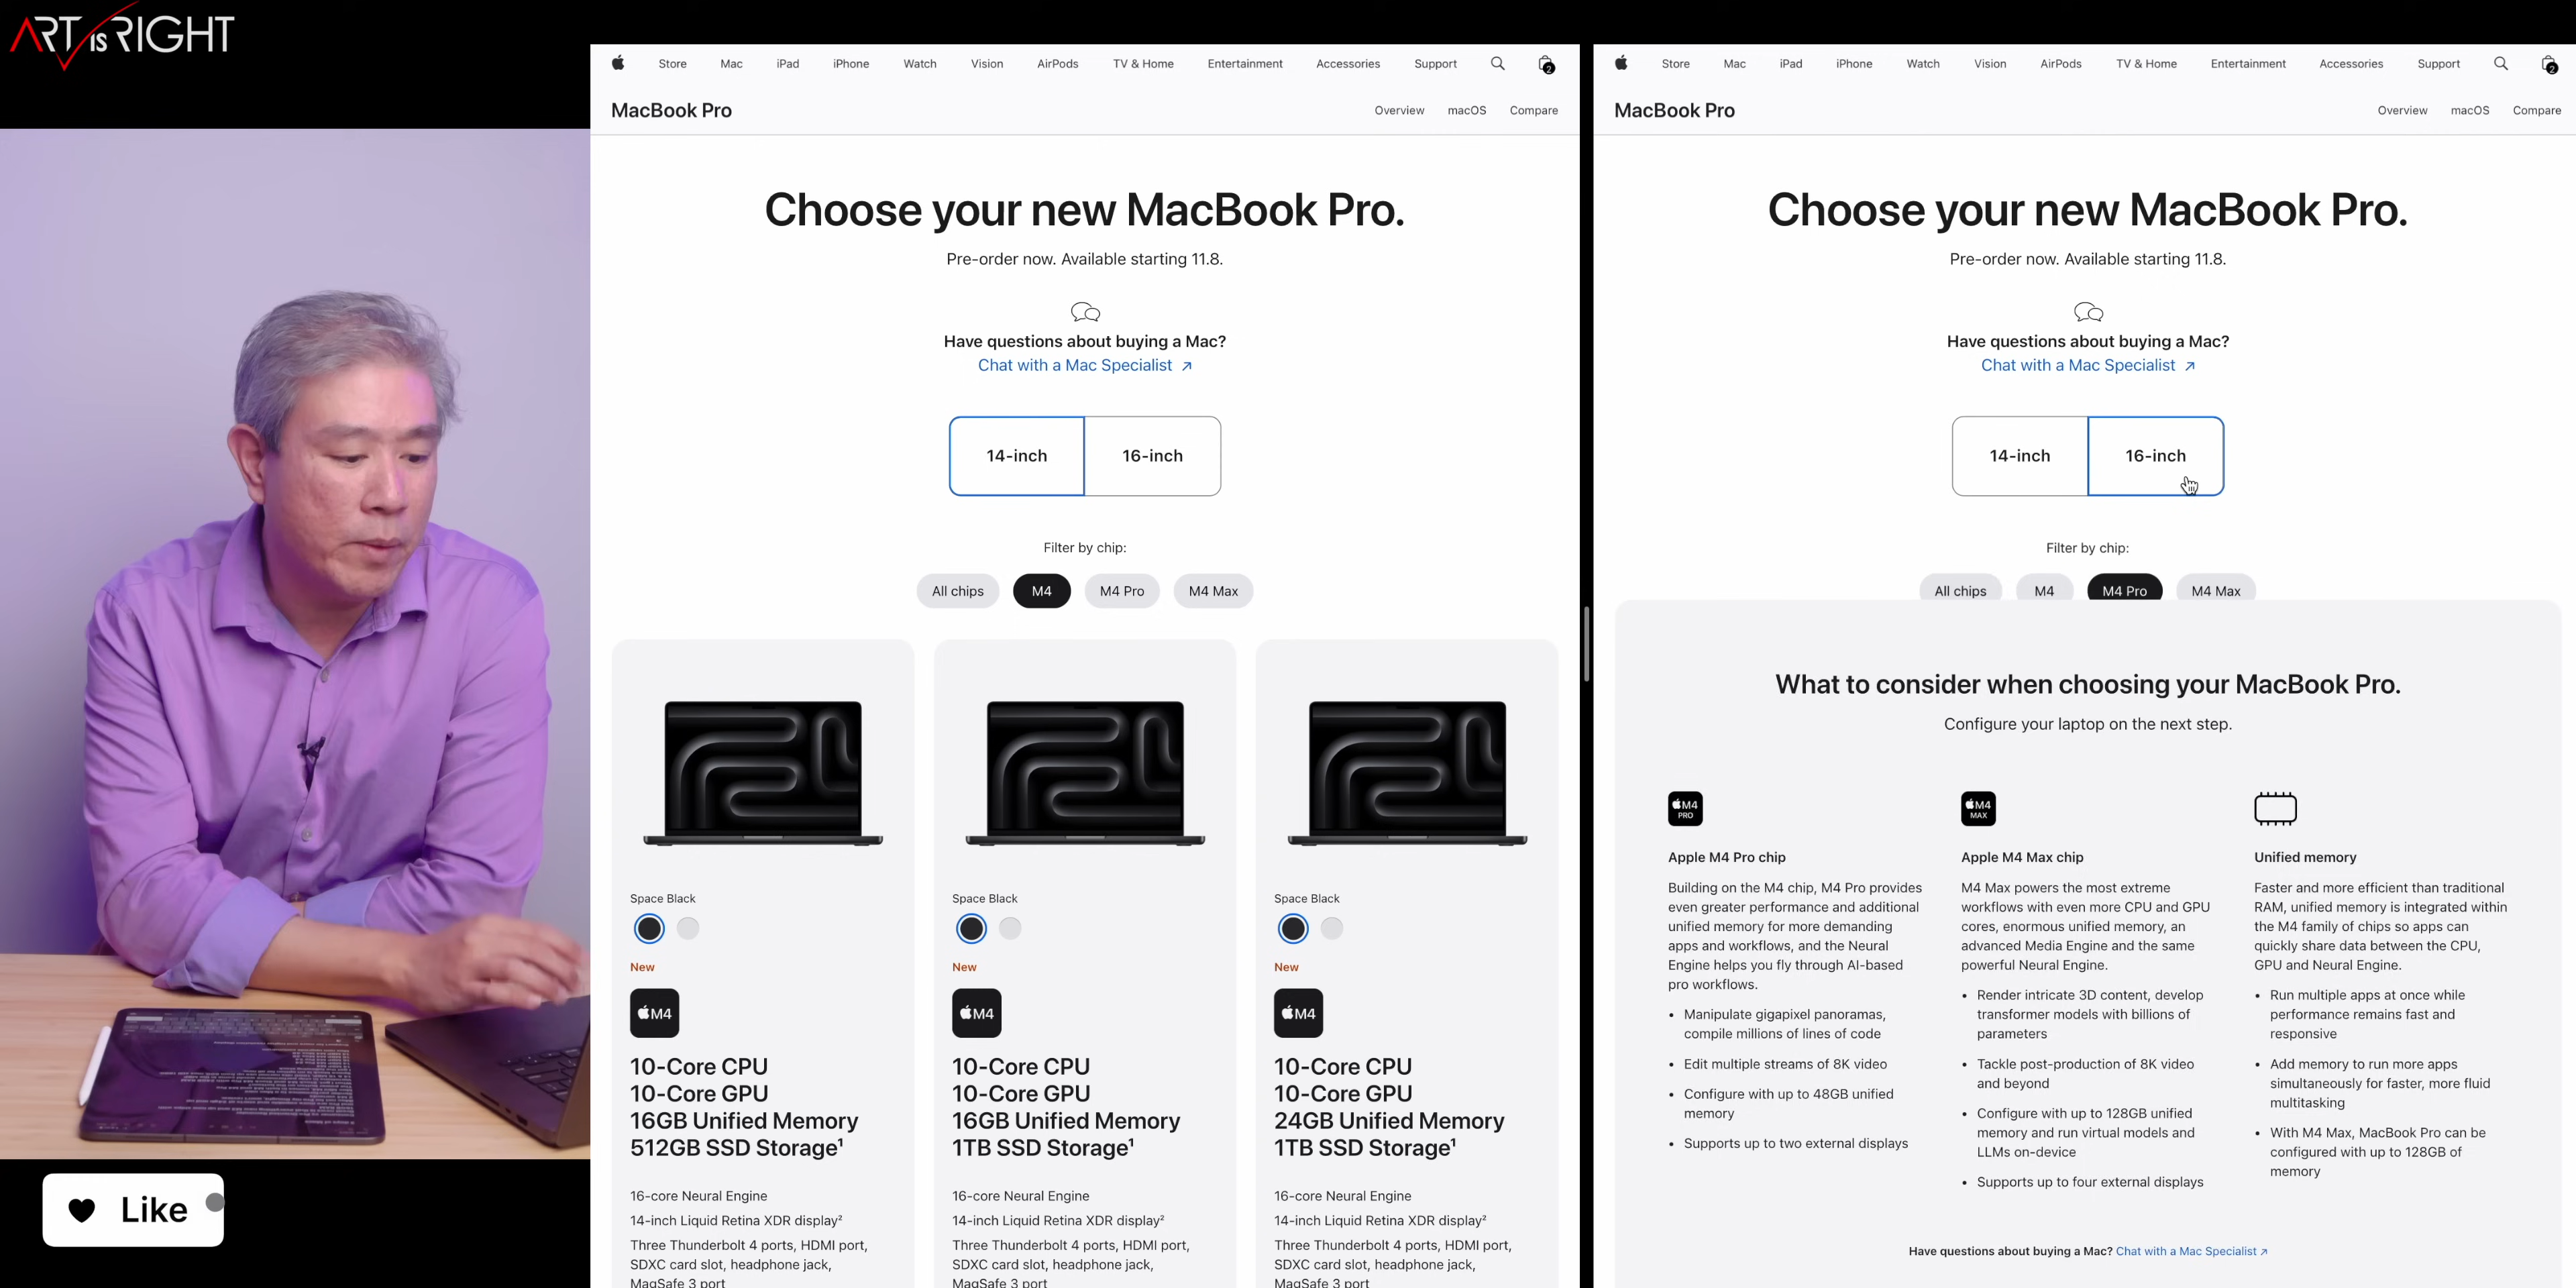 ART IS RIGHT
Store Mac iPad iPhone Watch Vision AirPods TV & Home Entertainment Accessories Support 2
MacBook Pro Overview macOS Compare
Choose your new MacBook Pro.
Pre-order now. Available starting 11.8.
Have questions about buying a Mac?
Chat with a Mac Specialist ↗
14-inch 16-inch
Filter by chip:
All chips M4 M4 Pro M4 Max
Space Black
New
M4
10-Core CPU
10-Core GPU
16GB Unified Memory
512GB SSD Storage¹
16-core Neural Engine
14-inch Liquid Retina XDR display²
Three Thunderbolt 4 ports, HDMI port,
SDXC card slot, headphone jack,
MagSafe 3 port
Space Black
New
M4
10-Core CPU
10-Core GPU
16GB Unified Memory
1TB SSD Storage¹
16-core Neural Engine
14-inch Liquid Retina XDR display²
Three Thunderbolt 4 ports, HDMI port,
SDXC card slot, headphone jack,
MagSafe 3 port
Space Black
New
M4
10-Core CPU
10-Core GPU
24GB Unified Memory
1TB SSD Storage¹
16-core Neural Engine
14-inch Liquid Retina XDR display²
Three Thunderbolt 4 ports, HDMI port,
SDXC card slot, headphone jack,
MagSafe 3 port
Store Mac iPad iPhone Watch Vision AirPods TV & Home Entertainment Accessories Support 2
MacBook Pro Overview macOS Compare
Choose your new MacBook Pro.
Pre-order now. Available starting 11.8.
Have questions about buying a Mac?
Chat with a Mac Specialist ↗
14-inch 16-inch
Filter by chip:
All chips M4 M4 Pro M4 Max
What to consider when choosing your MacBook Pro.
Configure your laptop on the next step.
M4
PRO
Apple M4 Pro chip
Building on the M4 chip, M4 Pro provides
even greater performance and additional
unified memory for more demanding
apps and workflows, and the Neural
Engine helps you fly through AI-based
pro workflows.
• Manipulate gigapixel panoramas,
compile millions of lines of code
• Edit multiple streams of 8K video
• Configure with up to 48GB unified
memory
• Supports up to two external displays
M4
MAX
Apple M4 Max chip
M4 Max powers the most extreme
workflows with even more CPU and GPU
cores, enormous unified memory, an
advanced Media Engine and the same
powerful Neural Engine.
• Render intricate 3D content, develop
transformer models with billions of
parameters
• Tackle post-production of 8K video
and beyond
• Configure with up to 128GB unified
memory and run virtual models and
LLMs on-device
• Supports up to four external displays
Unified memory
Faster and more efficient than traditional
RAM, unified memory is integrated within
the M4 family of chips so apps can
quickly share data between the CPU,
GPU and Neural Engine.
• Run multiple apps at once while
performance remains fast and
responsive
• Add memory to run more apps
simultaneously for faster, more fluid
multitasking
• With M4 Max, MacBook Pro can be
configured with up to 128GB of
memory
Have questions about buying a Mac? Chat with a Mac Specialist ↗
Like